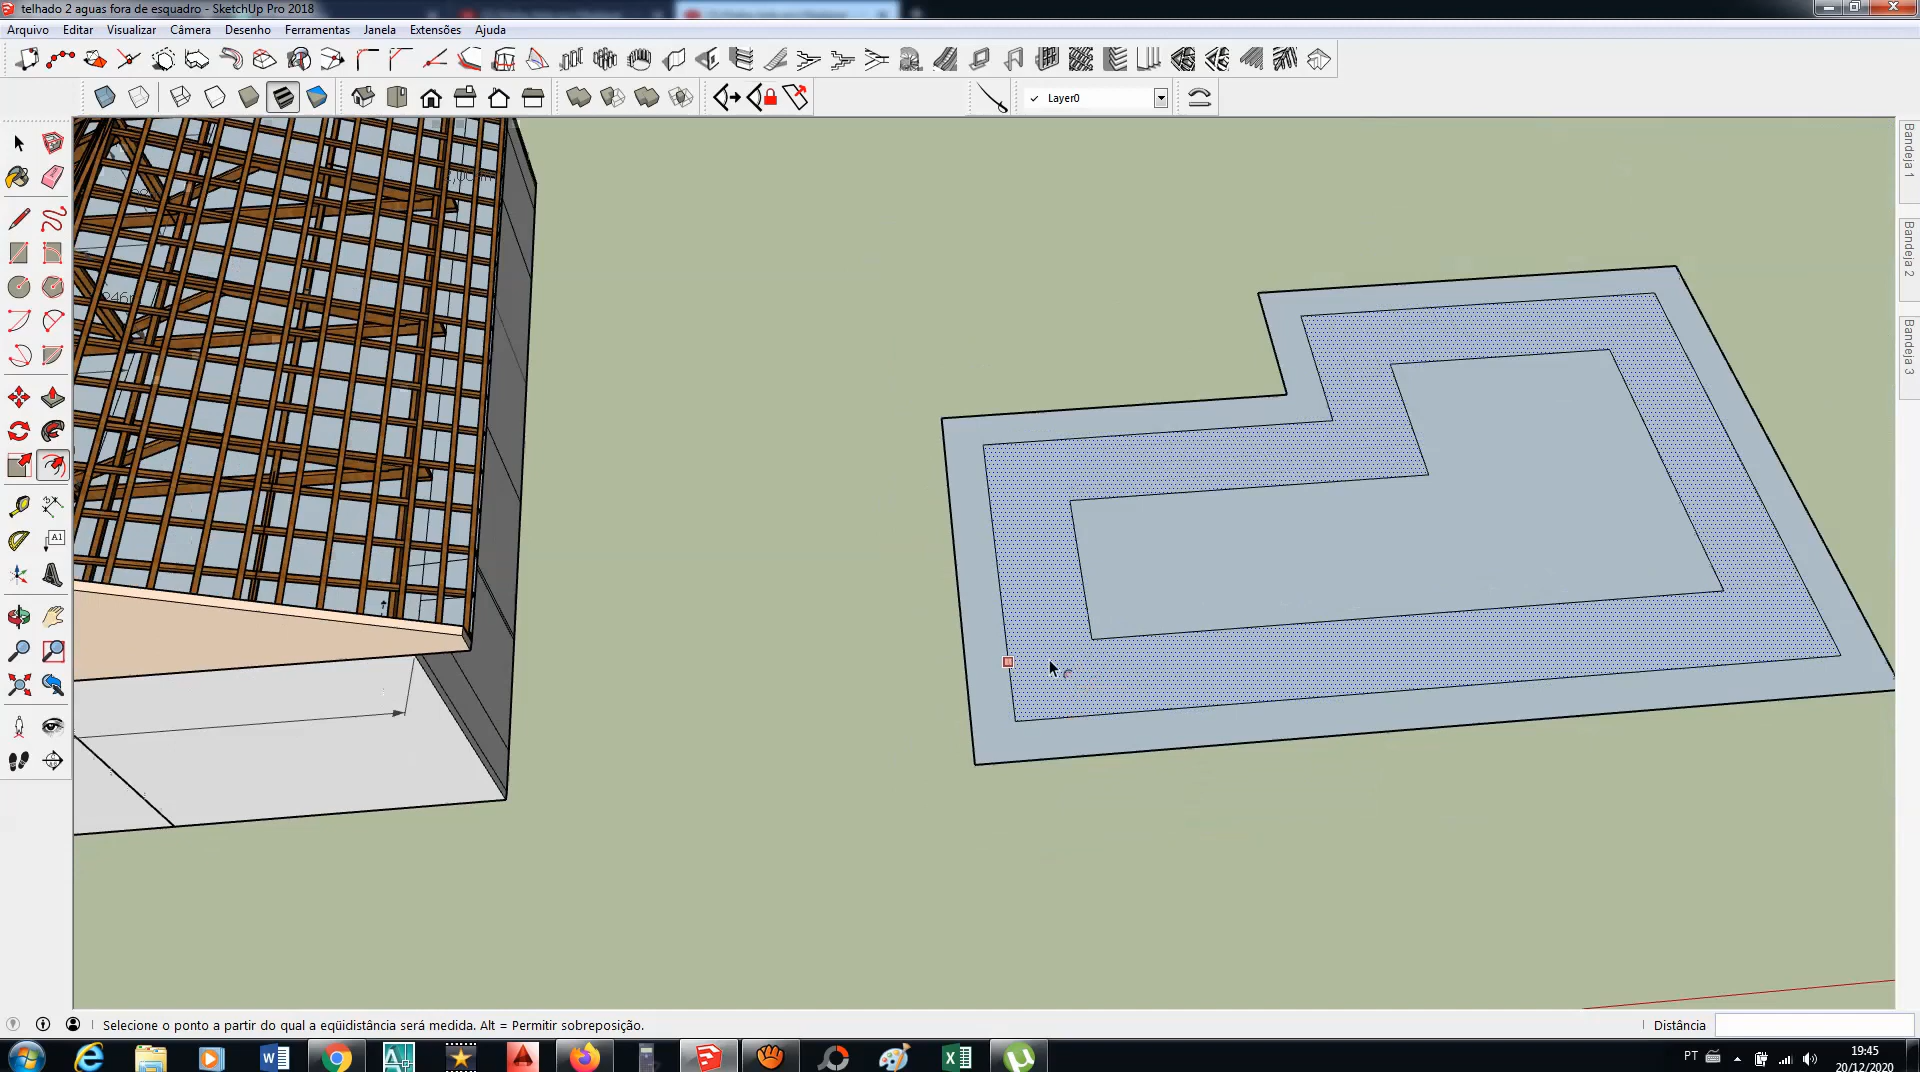 telhado 2 aguas fora de esquadro - SketchUp Pro 2018
Arquivo Editar Visualizar Câmera Desenho Ferramentas Janela Extensões Ajuda
Layer0
Bandeja 1
Bandeja 2
Bandeja 3
A1
Selecione o ponto a partir do qual a eqüidistância será medida. Alt = Permitir sobreposição.
Distância
PT
19:45
20/12/2020